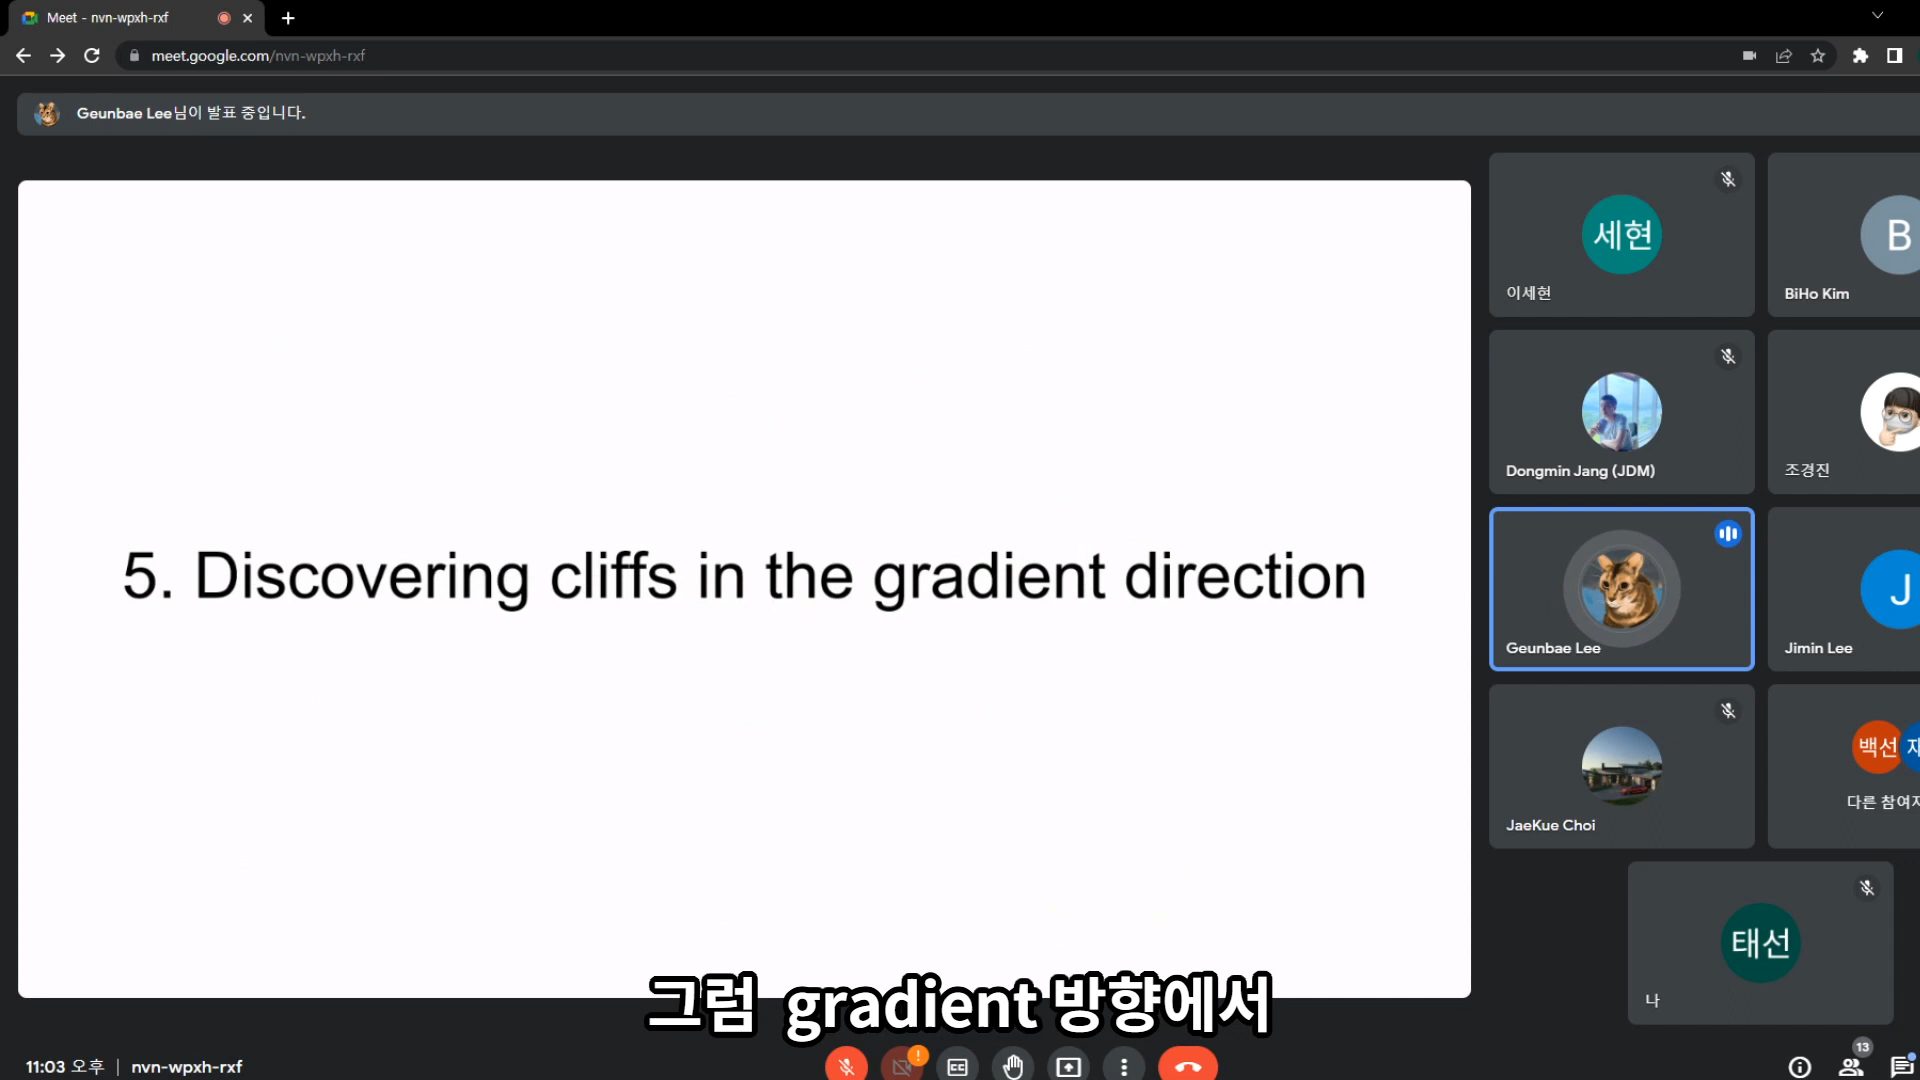 Meet - nvn-wpxh-rxf
meet.google.com/nvn-wpxh-rxf
Geunbae Lee님이 발표 중입니다.
5. Discovering cliffs in the gradient direction
세현
이세현
B
BiHo Kim
Dongmin Jang (JDM)
조경진
Geunbae Lee
J
Jimin Lee
JaeKue Choi
백선
다른
태선
나
그럼 gradient 방향에서
11:03 오후 | nvn-wpxh-rxf
13